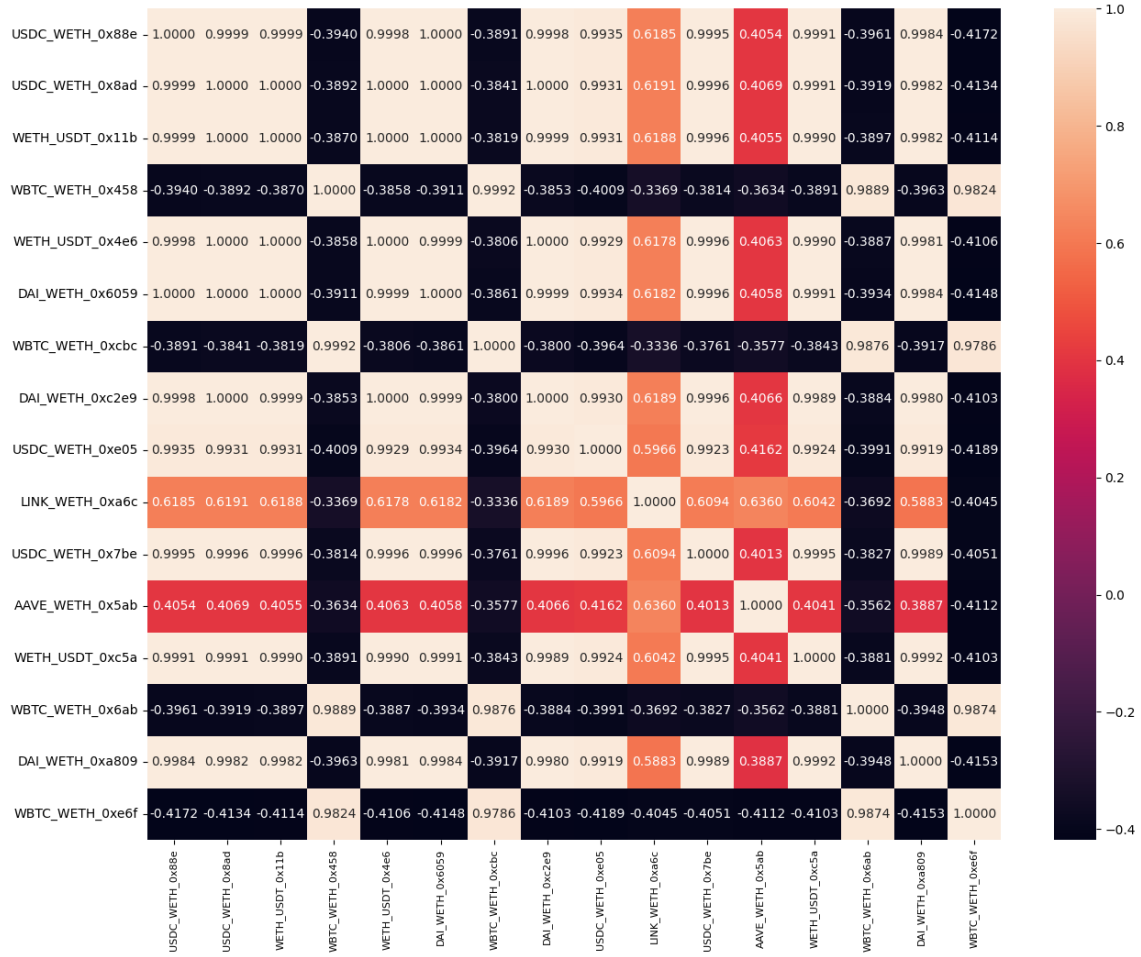 USDC_WETH_0x88e 1.0000 0.9999 0.9999 -0.3940 0.9998 1.0000 -0.3891 0.9998 0.9935 0.6185 0.9995 0.4054 0.9991 -0.3961 0.9984 -0.4172
USDC_WETH_0x8ad 0.9999 1.0000 1.0000 -0.3892 1.0000 1.0000 -0.3841 1.0000 0.9931 0.6191 0.9996 0.4069 0.9991 -0.3919 0.9982 -0.4134
WETH_USDT_0x11b 0.9999 1.0000 1.0000 -0.3870 1.0000 1.0000 -0.3819 0.9999 0.9931 0.6188 0.9996 0.4055 0.9990 -0.3897 0.9982 -0.4114
WBTC_WETH_0x458 -0.3940 -0.3892 -0.3870 1.0000 -0.3858 -0.3911 0.9992 -0.3853 -0.4009 -0.3369 -0.3814 -0.3634 -0.3891 0.9889 -0.3963 0.9824
WETH_USDT_0x4e6 0.9998 1.0000 1.0000 -0.3858 1.0000 0.9999 -0.3806 1.0000 0.9929 0.6178 0.9996 0.4063 0.9990 -0.3887 0.9981 -0.4106
DAI_WETH_0x6059 1.0000 1.0000 1.0000 -0.3911 0.9999 1.0000 -0.3861 0.9999 0.9934 0.6182 0.9996 0.4058 0.9991 -0.3934 0.9984 -0.4148
WBTC_WETH_0xcbc -0.3891 -0.3841 -0.3819 0.9992 -0.3806 -0.3861 1.0000 -0.3800 -0.3964 -0.3336 -0.3761 -0.3577 -0.3843 0.9876 -0.3917 0.9786
DAI_WETH_0xc2e9 0.9998 1.0000 0.9999 -0.3853 1.0000 0.9999 -0.3800 1.0000 0.9930 0.6189 0.9996 0.4066 0.9989 -0.3884 0.9980 -0.4103
USDC_WETH_0xe05 0.9935 0.9931 0.9931 -0.4009 0.9929 0.9934 -0.3964 0.9930 1.0000 0.5966 0.9923 0.4162 0.9924 -0.3991 0.9919 -0.4189
LINK_WETH_0xa6c 0.6185 0.6191 0.6188 -0.3369 0.6178 0.6182 -0.3336 0.6189 0.5966 1.0000 0.6094 0.6360 0.6042 -0.3692 0.5883 -0.4045
USDC_WETH_0x7be 0.9995 0.9996 0.9996 -0.3814 0.9996 0.9996 -0.3761 0.9996 0.9923 0.6094 1.0000 0.4013 0.9995 -0.3827 0.9989 -0.4051
AAVE_WETH_0x5ab 0.4054 0.4069 0.4055 -0.3634 0.4063 0.4058 -0.3577 0.4066 0.4162 0.6360 0.4013 1.0000 0.4041 -0.3562 0.3887 -0.4112
WETH_USDT_0xc5a 0.9991 0.9991 0.9990 -0.3891 0.9990 0.9991 -0.3843 0.9989 0.9924 0.6042 0.9995 0.4041 1.0000 -0.3881 0.9992 -0.4103
WBTC_WETH_0x6ab -0.3961 -0.3919 -0.3897 0.9889 -0.3887 -0.3934 0.9876 -0.3884 -0.3991 -0.3692 -0.3827 -0.3562 -0.3881 1.0000 -0.3948 0.9874
DAI_WETH_0xa809 0.9984 0.9982 0.9982 -0.3963 0.9981 0.9984 -0.3917 0.9980 0.9919 0.5883 0.9989 0.3887 0.9992 -0.3948 1.0000 -0.4153
WBTC_WETH_0xe6f -0.4172 -0.4134 -0.4114 0.9824 -0.4106 -0.4148 0.9786 -0.4103 -0.4189 -0.4045 -0.4051 -0.4112 -0.4103 0.9874 -0.4153 1.0000
USDC_WETH_0x88e
USDC_WETH_0x8ad
WETH_USDT_0x11b
WBTC_WETH_0x458
WETH_USDT_0x4e6
DAI_WETH_0x6059
WBTC_WETH_0xcbc
DAI_WETH_0xc2e9
USDC_WETH_0xe05
LINK_WETH_0xa6c
USDC_WETH_0x7be
AAVE_WETH_0x5ab
WETH_USDT_0xc5a
WBTC_WETH_0x6ab
DAI_WETH_0xa809
WBTC_WETH_0xe6f
1.0
0.8
0.6
0.4
0.2
0.0
−0.2
−0.4